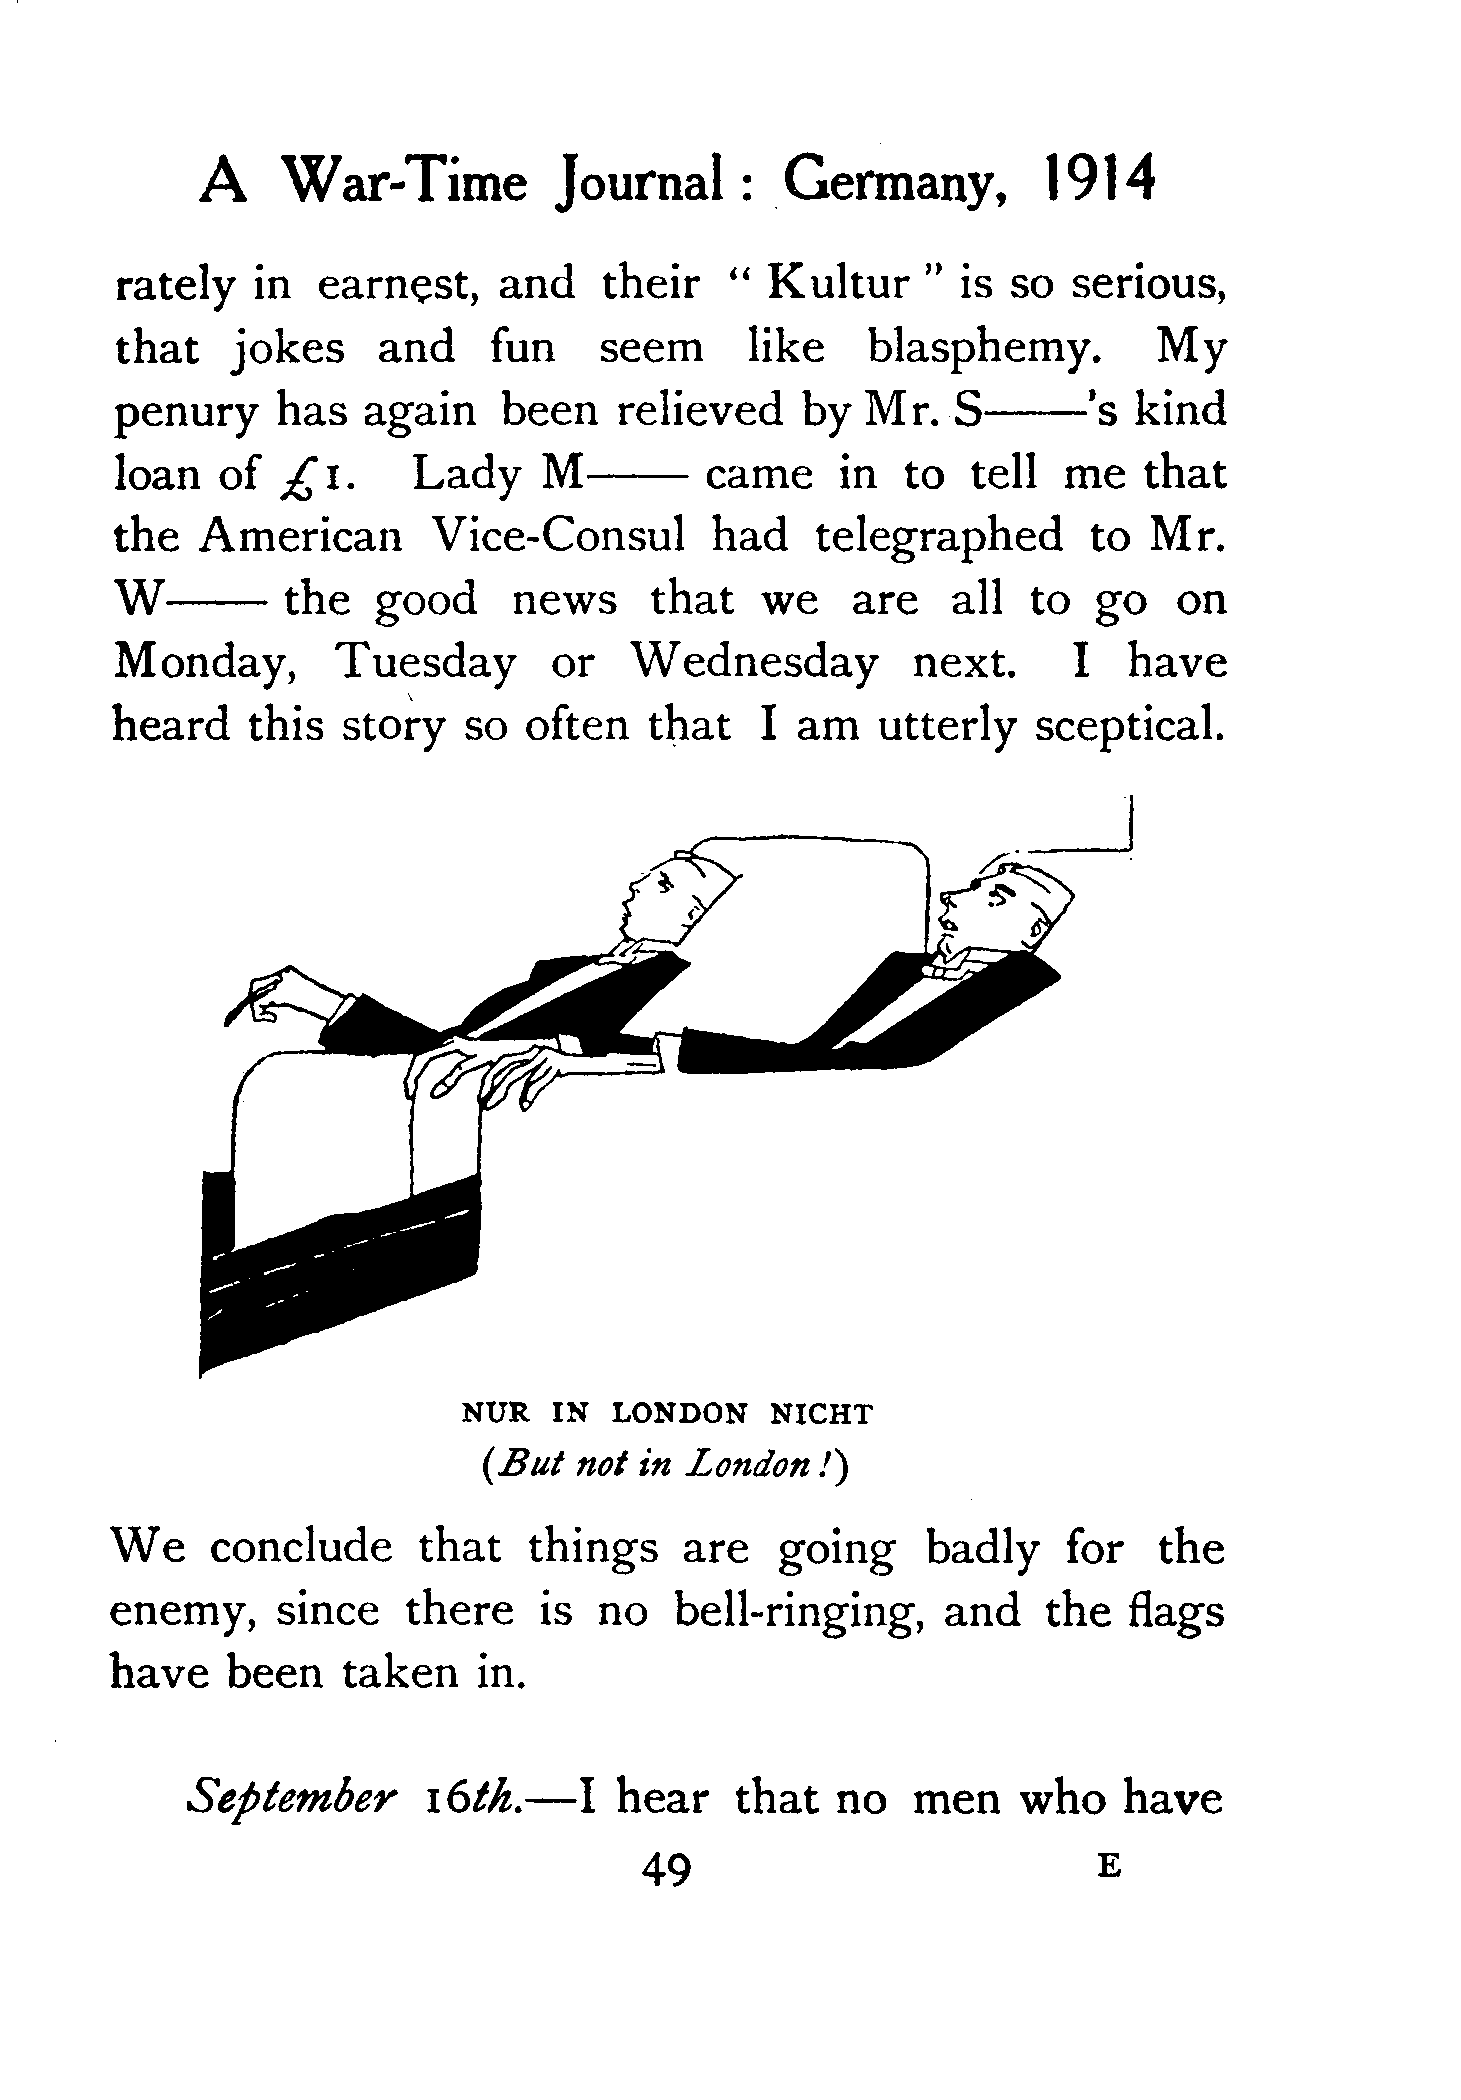 A War-Time Journal : Germany, 1914
rately in earnest, and their “ Kultur ” is so serious,
that jokes and fun seem like blasphemy. My
penury has again been relieved by Mr. S——’s kind
loan of £1. Lady M—— came in to tell me that
the American Vice-Consul had telegraphed to Mr.
W—— the good news that we are all to go on
Monday, Tuesday or Wednesday next. I have
heard this story so often that I am utterly sceptical.
NUR IN LONDON NICHT
(But not in London !)
We conclude that things are going badly for the
enemy, since there is no bell-ringing, and the flags
have been taken in.
September 16th.—I hear that no men who have
49 E